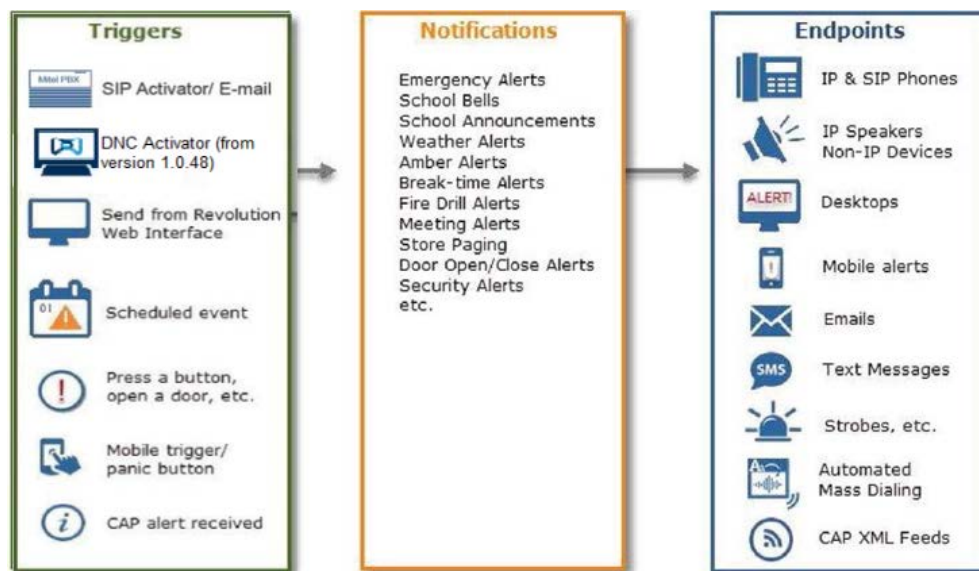 Triggers
Mitel PBX
SIP Activator/ E-mail
DNC Activator (from
version 1.0.48)
Send from Revolution
Web Interface
01
Scheduled event
!
Press a button,
open a door, etc.
Mobile trigger/
panic button
i
CAP alert received
Notifications
Emergency Alerts
School Bells
School Announcements
Weather Alerts
Amber Alerts
Break-time Alerts
Fire Drill Alerts
Meeting Alerts
Store Paging
Door Open/Close Alerts
Security Alerts
etc.
Endpoints
IP & SIP Phones
IP Speakers
Non-IP Devices
ALERT!
Desktops
!
Mobile alerts
Emails
SMS
Text Messages
Strobes, etc.
A
Automated
Mass Dialing
CAP XML Feeds